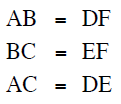 AB = DF
BC = EF
AC = DE